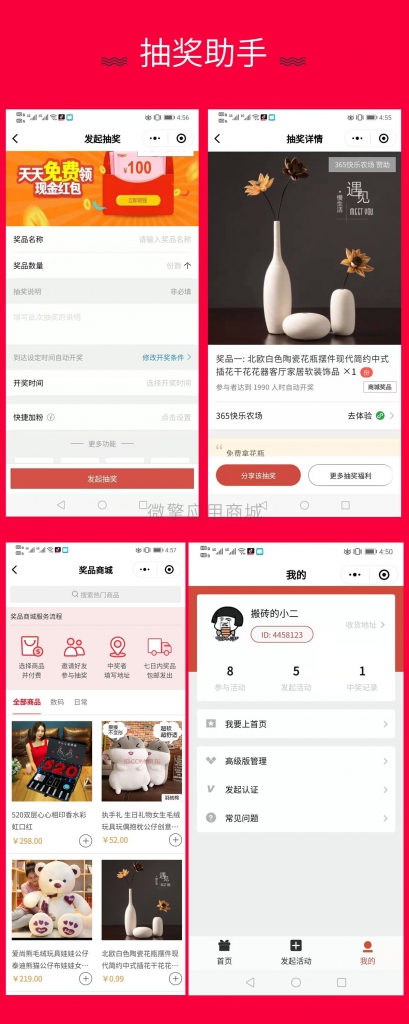 抽奖助手
4:56
发起抽奖
天天免费领
现金红包
¥100
奖品名称
请输入奖品名称
奖品数量
份数 个
抽奖说明
非必填
填写此次抽奖的说明
到达设定时间自动开奖
修改开奖条件 >
开奖时间
选择开奖时间
快捷加粉
点击设置
更多功能
发起抽奖
4:55
抽奖详情
365快乐农场 赞助
遇见
慢生活
MEET YOU
奖品一: 北欧白色陶瓷花瓶摆件现代简约中式
插花干花花器客厅家居软装饰品 ×1
参与者达到 1990 人时自动开奖
商城奖品
365快乐农场
去体验
免费拿花瓶
分享该抽奖
更多抽奖福利
微擎应用商城
4:57
奖品商城
搜索热门商品
奖品商城服务流程
选择商品
并付费
邀请好友
参与抽奖
中奖者
填写地址
七日内奖品
包邮发出
全部商品
数码
日常
520
520双层心心相印香水彩
虹口红
¥298.00
超软
超舒适
执手礼 生日礼物女生毛绒
玩具玩偶抱枕公仔创意…
¥52.00
爱尚熊毛绒玩具娃娃公仔
泰迪熊猫公仔布娃娃女…
¥219.00
遇见
MEET YOU
北欧白色陶瓷花瓶摆件现
代简约中式插花干花花…
¥0.99
4:50
我的
搬砖的小二
ID: 4458123
收货地址
8
参与活动
5
发起活动
1
中奖记录
我要上首页
高级版管理
发起认证
常见问题
首页
发起活动
我的